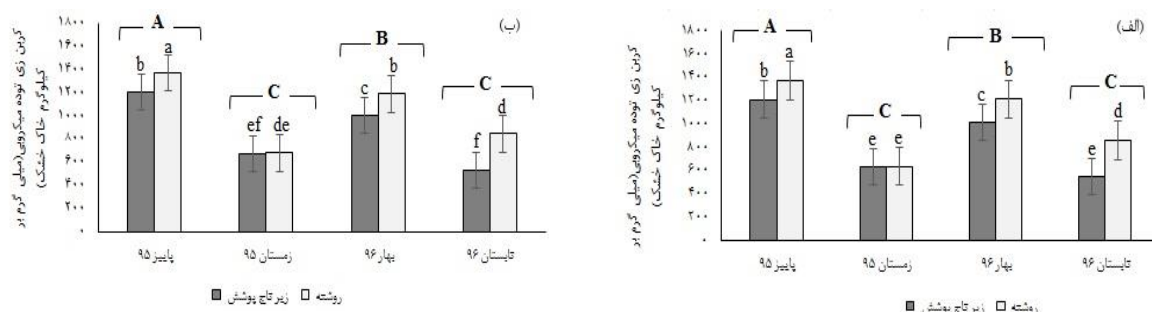 (الف)
کربن زی توده میکروبی(میلی گرم بر
کیلوگرم خاک خشک)
۱۸۰۰
۱۶۰۰
۱۴۰۰
۱۲۰۰
۱۰۰۰
۸۰۰
۶۰۰
۴۰۰
۲۰۰
۰
A
b a
C
e e
B
c b
C
e d
پاییز ۹۵
زمستان ۹۵
بهار ۹۶
تابستان ۹۶
زیر تاج پوشش
روشته
(ب)
کربن زی توده میکروبی(میلی گرم بر
کیلوگرم خاک خشک)
۱۸۰۰
۱۶۰۰
۱۴۰۰
۱۲۰۰
۱۰۰۰
۸۰۰
۶۰۰
۴۰۰
۲۰۰
۰
A
b a
C
ef de
B
c b
C
f d
پاییز ۹۵
زمستان ۹۵
بهار ۹۶
تابستان ۹۶
زیر تاج پوشش
روشته